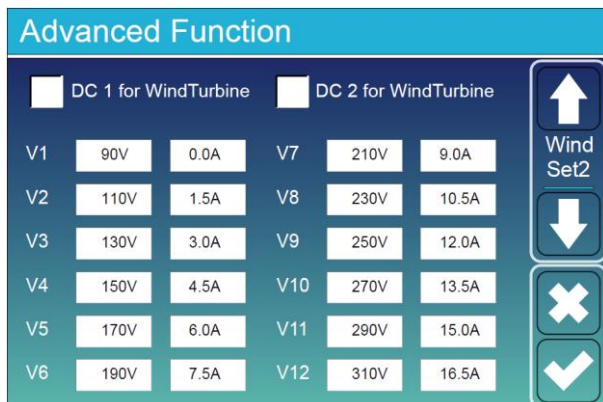 Advanced Function
DC 1 for WindTurbine
DC 2 for WindTurbine
V1 90V 0.0A V7 210V 9.0A
V2 110V 1.5A V8 230V 10.5A
V3 130V 3.0A V9 250V 12.0A
V4 150V 4.5A V10 270V 13.5A
V5 170V 6.0A V11 290V 15.0A
V6 190V 7.5A V12 310V 16.5A
Wind
Set2